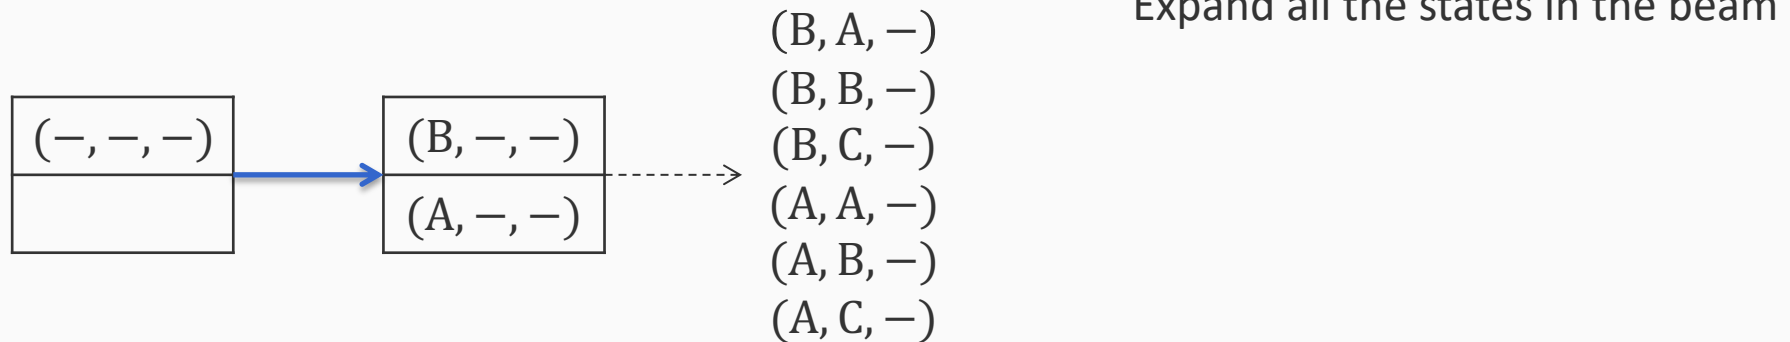 (−, −, −)
(B, −, −)
(A, −, −)
(B, A, −)
(B, B, −)
(B, C, −)
(A, A, −)
(A, B, −)
(A, C, −)
Expand all the states in the beam